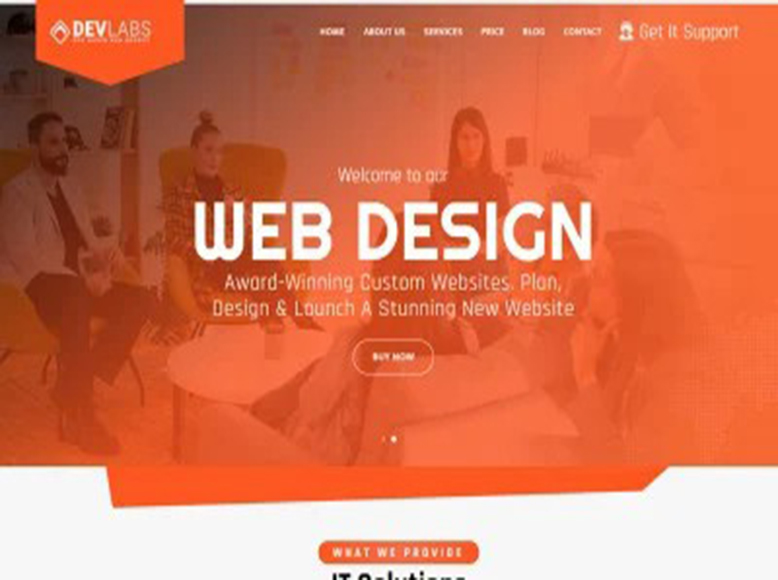 DEVLABS
HOME ABOUT US SERVICES PRICE BLOG CONTACT Get It Support
Welcome to our
WEB DESIGN
Award-Winning Custom Websites. Plan,
Design & Launch A Stunning New Website
BUY NOW
WHAT WE PROVIDE
IT Solutions